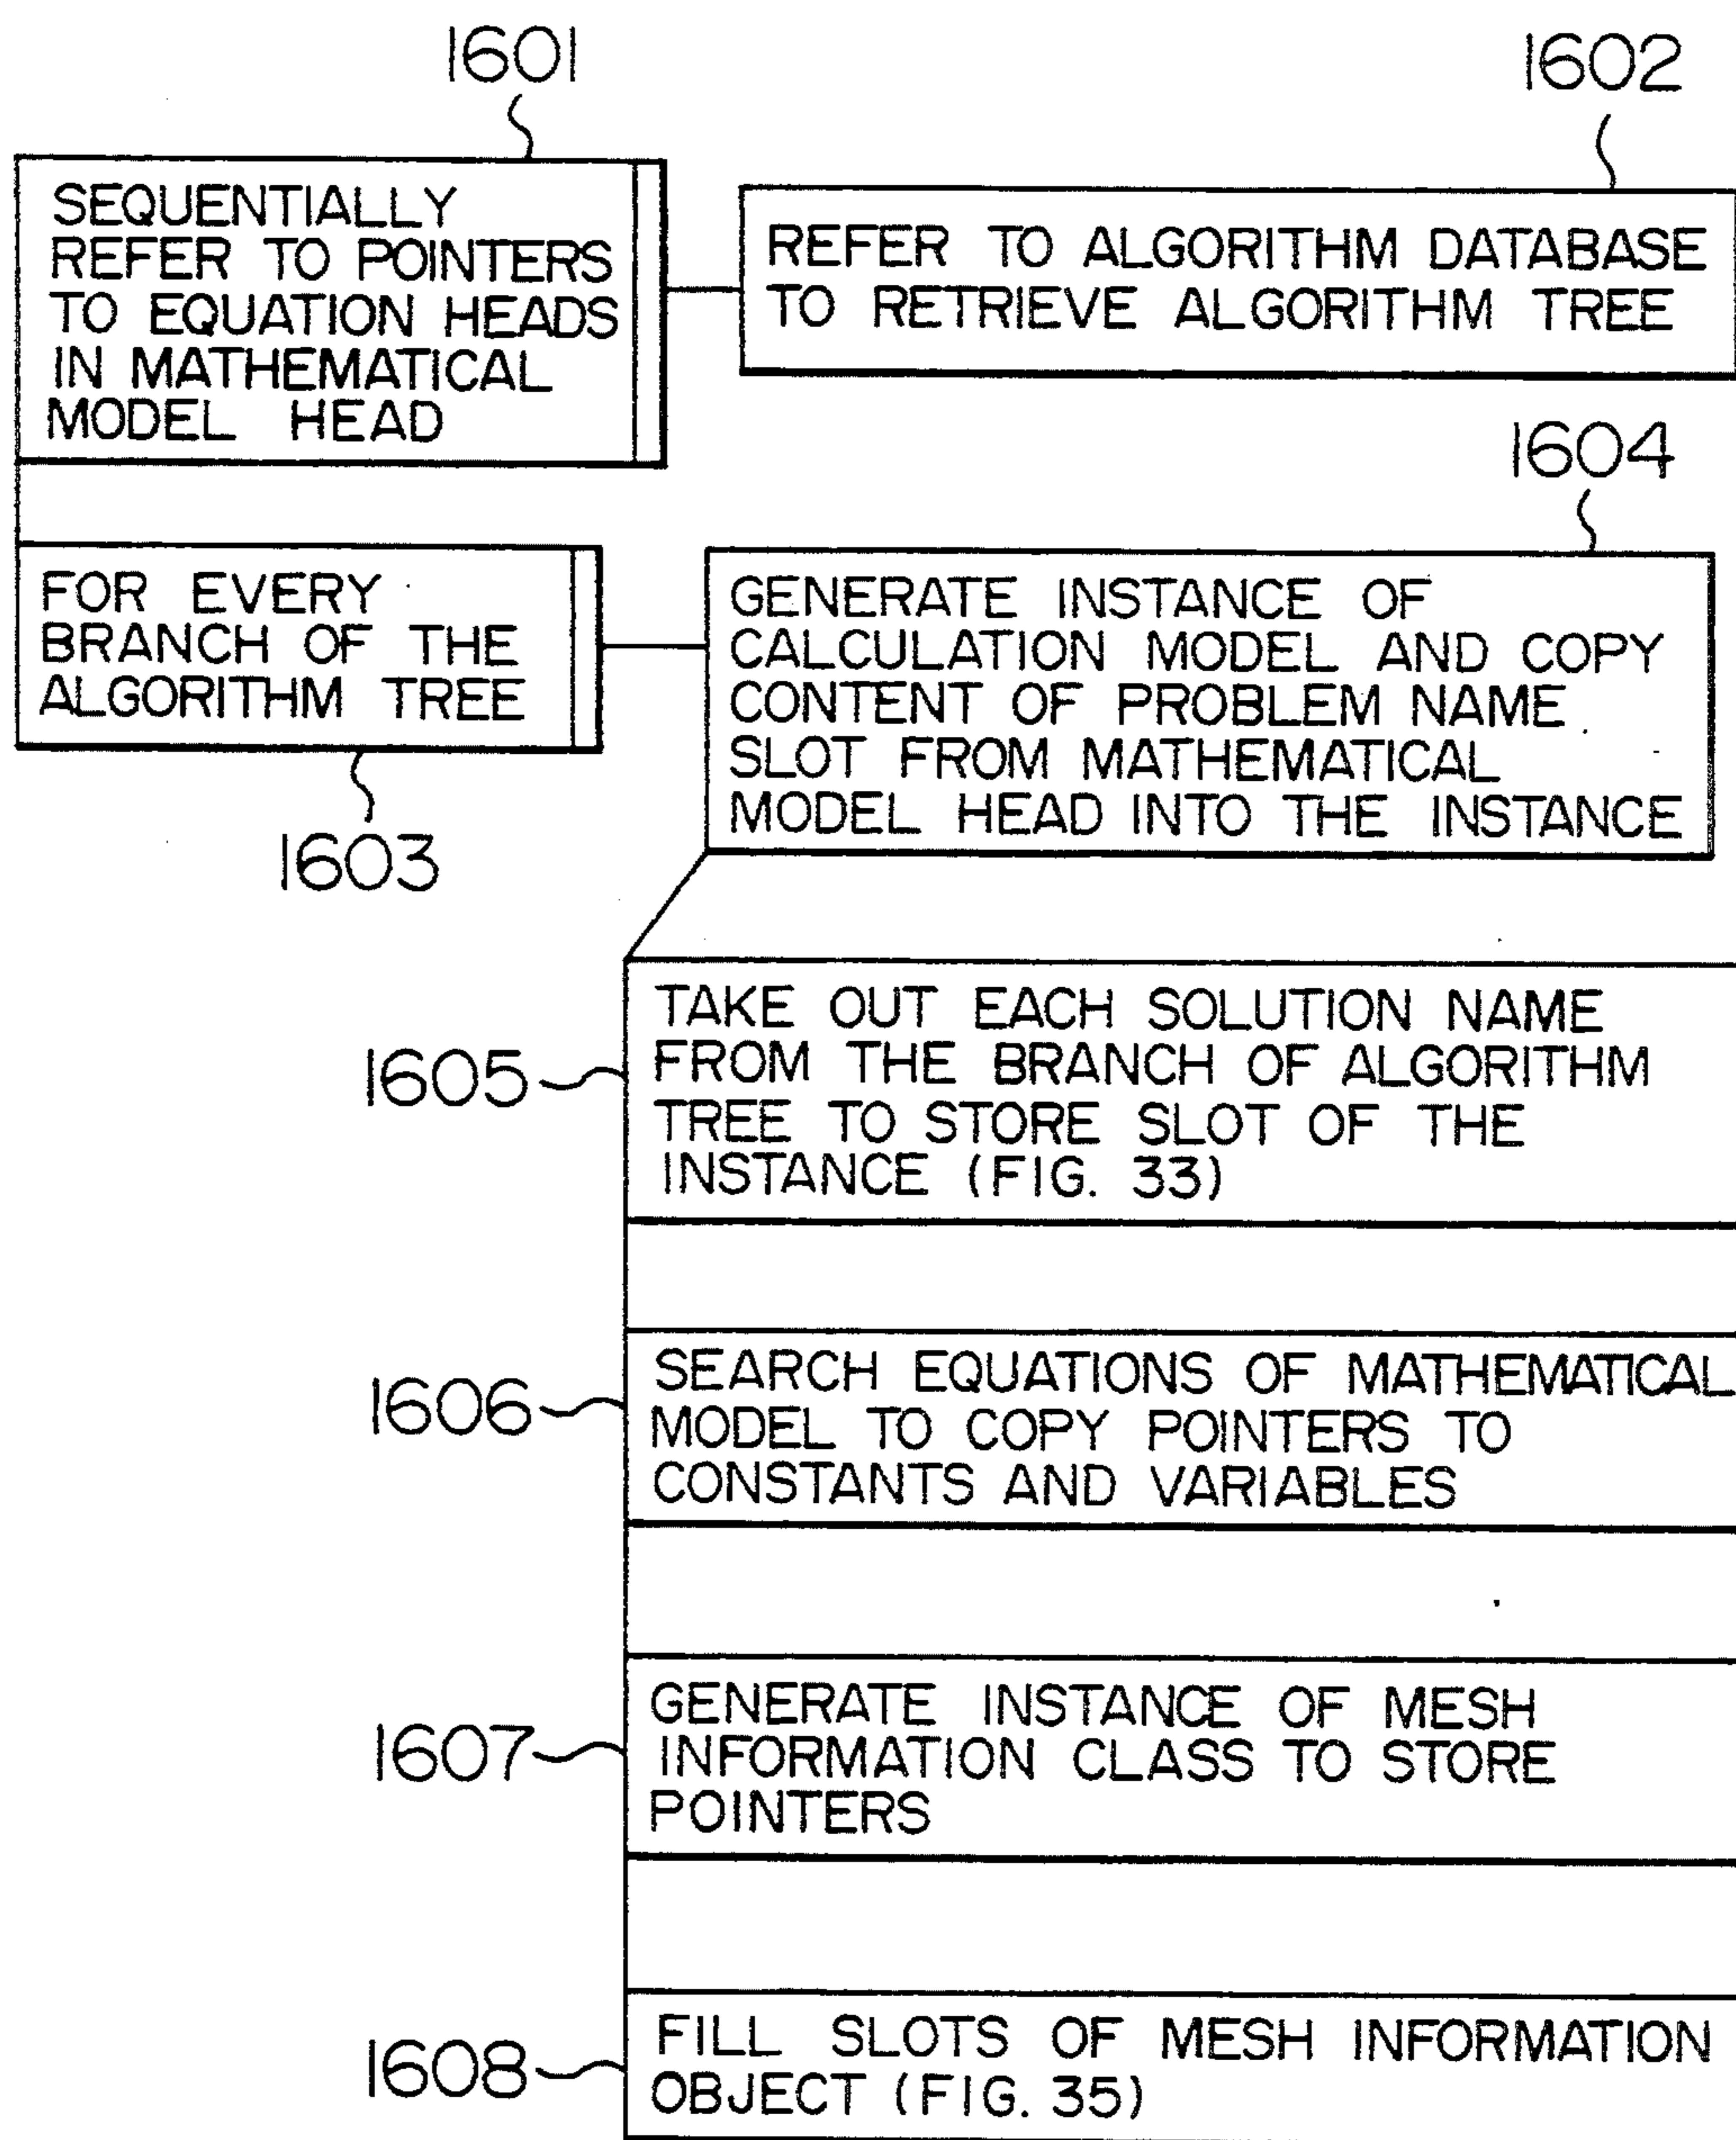 1601
1602
SEQUENTIALLY
REFER TO POINTERS
TO EQUATION HEADS
IN MATHEMATICAL
MODEL HEAD
REFER TO ALGORITHM DATABASE
TO RETRIEVE ALGORITHM TREE
1604
FOR EVERY
BRANCH OF THE
ALGORITHM TREE
1603
GENERATE INSTANCE OF
CALCULATION MODEL AND COPY
CONTENT OF PROBLEM NAME
SLOT FROM MATHEMATICAL
MODEL HEAD INTO THE INSTANCE
1605
TAKE OUT EACH SOLUTION NAME
FROM THE BRANCH OF ALGORITHM
TREE TO STORE SLOT OF THE
INSTANCE (FIG. 33)
1606
SEARCH EQUATIONS OF MATHEMATICAL
MODEL TO COPY POINTERS TO
CONSTANTS AND VARIABLES
1607
GENERATE INSTANCE OF MESH
INFORMATION CLASS TO STORE
POINTERS
1608
FILL SLOTS OF MESH INFORMATION
OBJECT (FIG. 35)